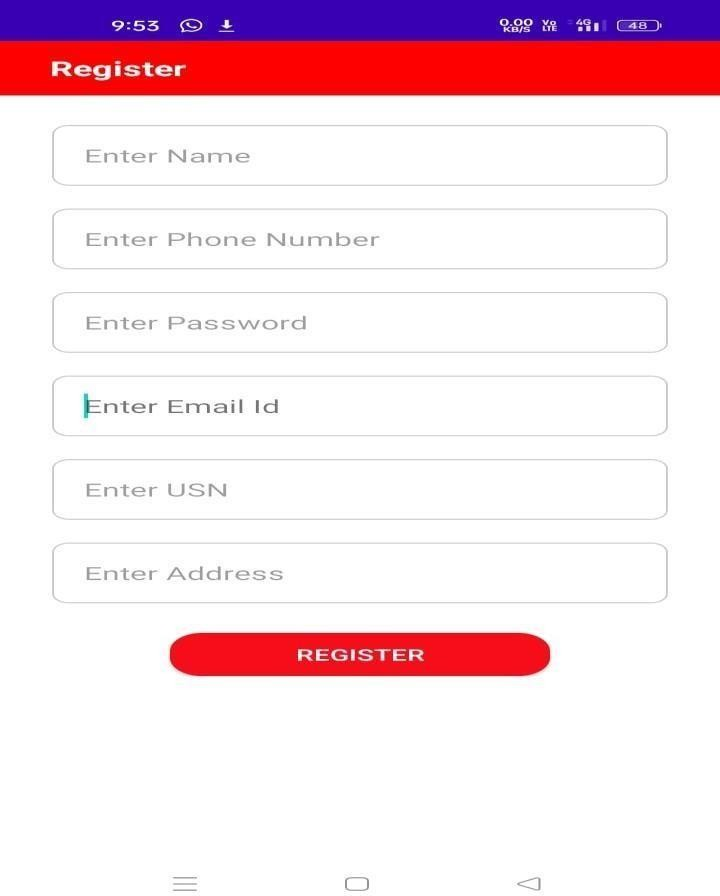 9:53 0.00 KB/S Vo LTE 4G 48
Register
Enter Name
Enter Phone Number
Enter Password
Enter Email Id
Enter USN
Enter Address
REGISTER